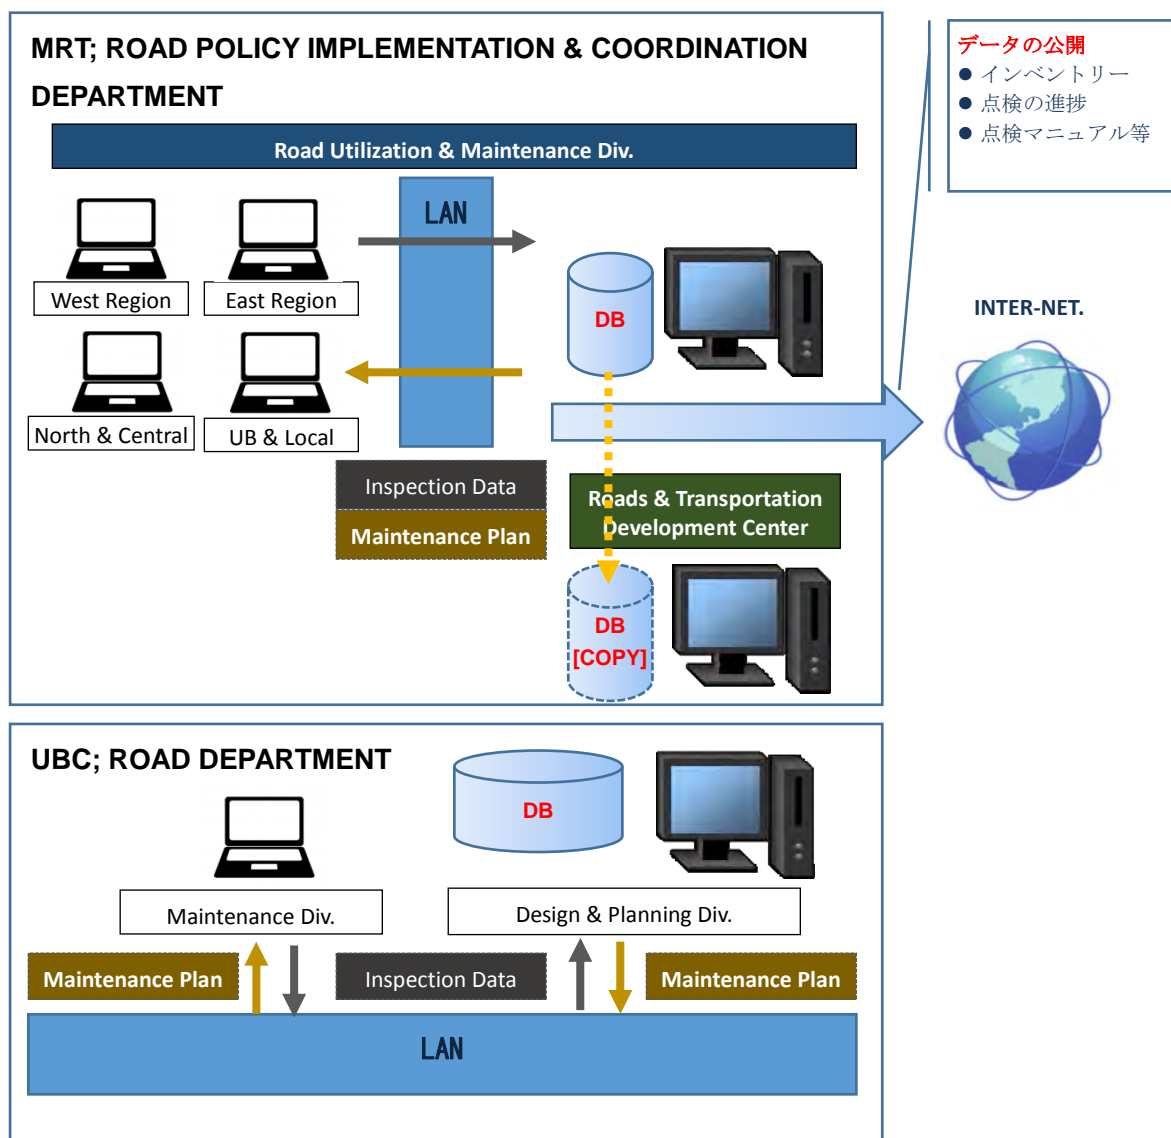 MRT; ROAD POLICY IMPLEMENTATION & COORDINATION
DEPARTMENT
Road Utilization & Maintenance Div.
LAN
West Region
East Region
North & Central
UB & Local
DB
Inspection Data
Maintenance Plan
Roads & Transportation
Development Center
DB
[COPY]
データの公開
● インベントリー
● 点検の進捗
● 点検マニュアル等
INTER-NET.
UBC; ROAD DEPARTMENT
DB
Maintenance Div.
Design & Planning Div.
Maintenance Plan
Inspection Data
Maintenance Plan
LAN